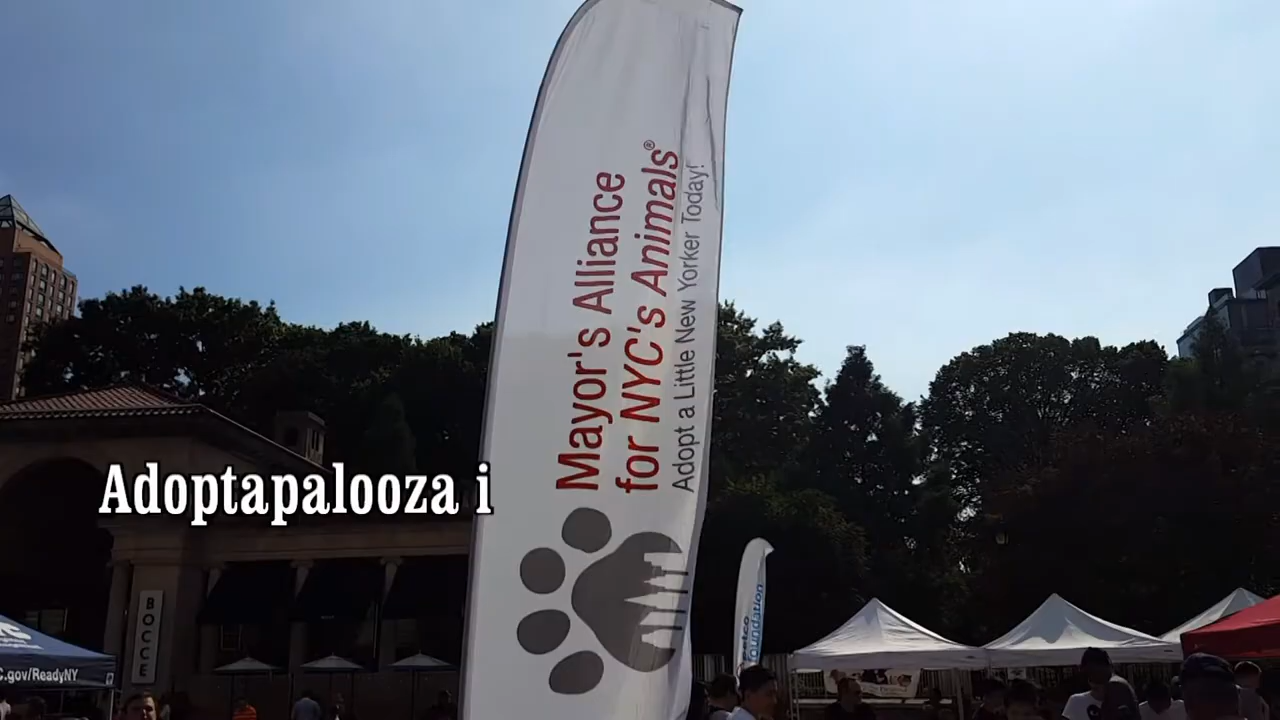 Mayor's Alliance
for NYC's Animals®
Adopt a Little New Yorker Today!
Adoptapalooza i
BOCCE
.gov/ReadyNY
foundation